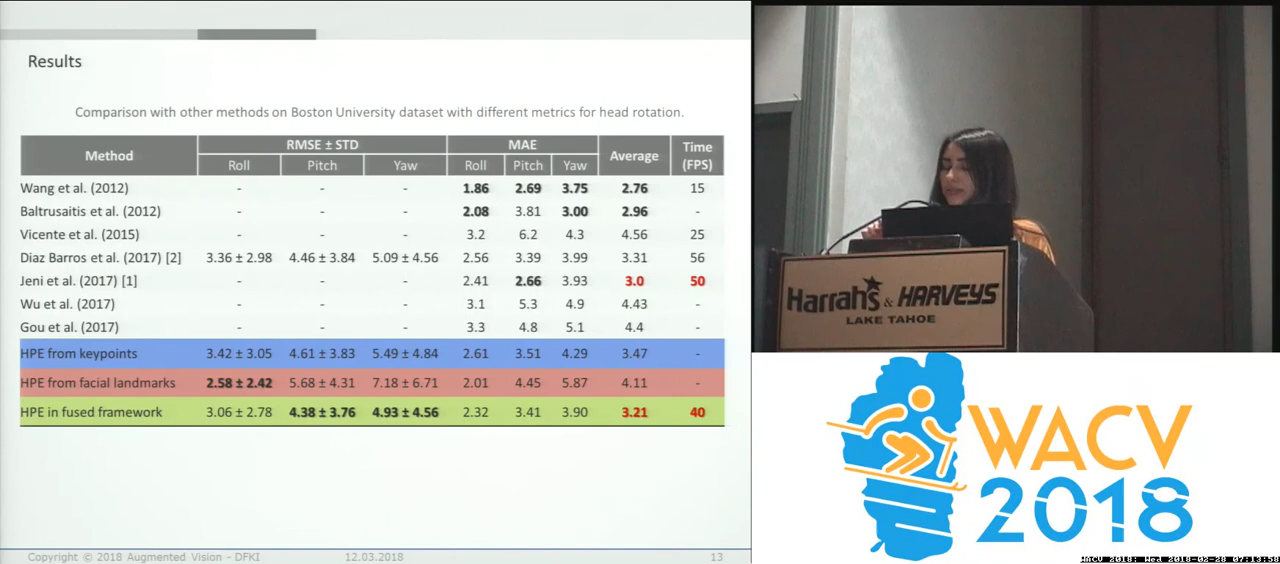 Results
Comparison with other methods on Boston University dataset with different metrics for head rotation.
Method RMSE ± STD MAE Average Time (FPS)
Roll Pitch Yaw Roll Pitch Yaw
Wang et al. (2012) - - - 1.86 2.69 3.75 2.76 15
Baltrusaitis et al. (2012) - - - 2.08 3.81 3.00 2.96 -
Vicente et al. (2015) - - - 3.2 6.2 4.3 4.56 25
Diaz Barros et al. (2017) [2] 3.36 ± 2.98 4.46 ± 3.84 5.09 ± 4.56 2.56 3.39 3.99 3.31 56
Jeni et al. (2017) [1] - - - 2.41 2.66 3.93 3.0 50
Wu et al. (2017) - - - 3.1 5.3 4.9 4.43 -
Gou et al. (2017) - - - 3.3 4.8 5.1 4.4 -
HPE from keypoints 3.42 ± 3.05 4.61 ± 3.83 5.49 ± 4.84 2.61 3.51 4.29 3.47 -
HPE from facial landmarks 2.58 ± 2.42 5.68 ± 4.31 7.18 ± 6.71 2.01 4.45 5.87 4.11 -
HPE in fused framework 3.06 ± 2.78 4.38 ± 3.76 4.93 ± 4.56 2.32 3.41 3.90 3.21 40
Copyright © 2018 Augmented Vision - DFKI 12.03.2018 13
Harrah's & HARVEYS
LAKE TAHOE
WACV
2018
WACV 2018: Wed 2018-02-28 07:13:58